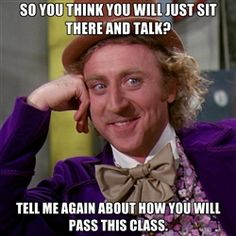 SO YOU THINK YOU WILL JUST SIT
THERE AND TALK?
TELL ME AGAIN ABOUT HOW YOU WILL
PASS THIS CLASS.